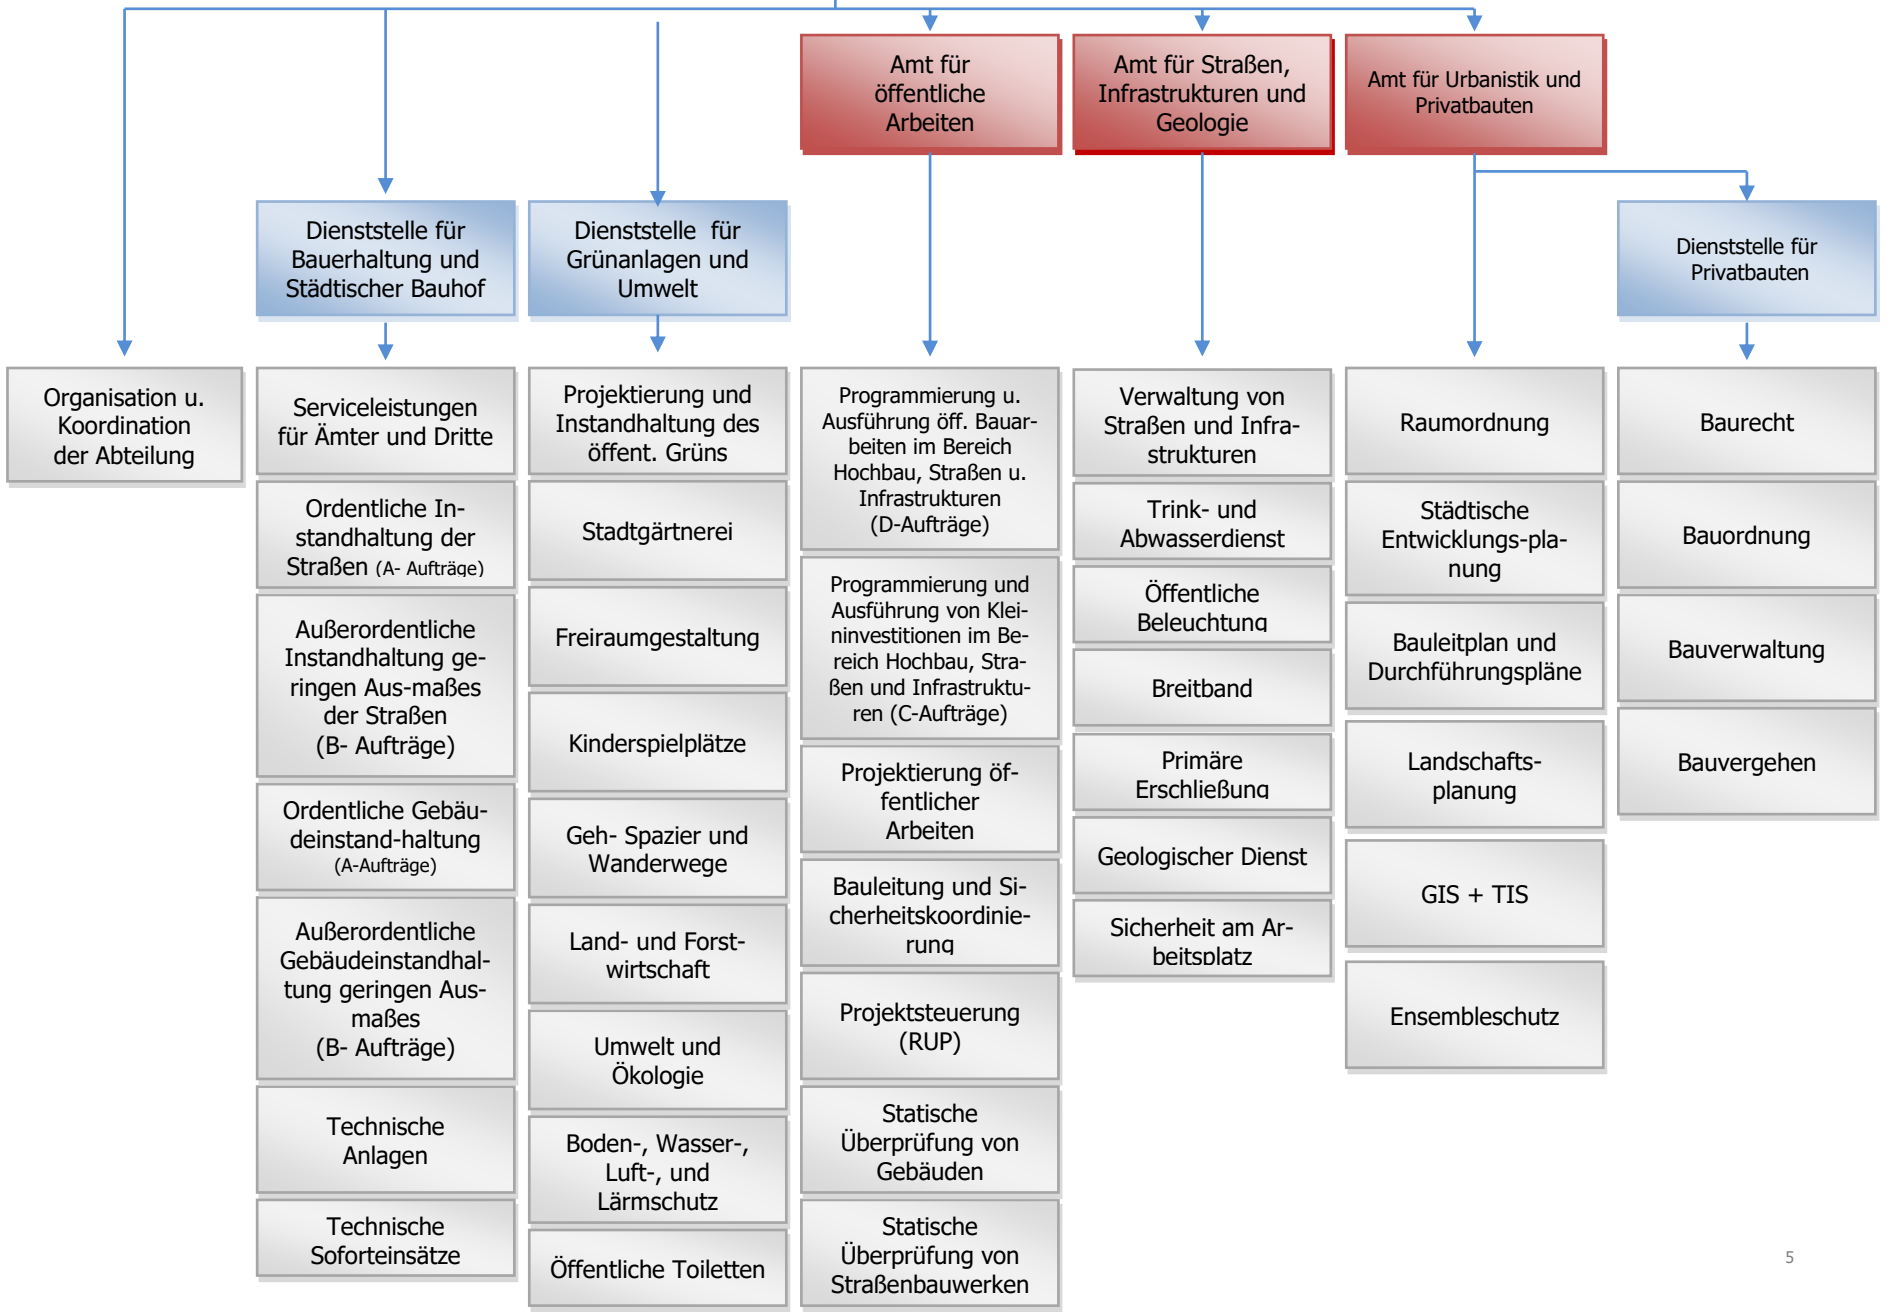 Amt für
öffentliche
Arbeiten
Amt für Straßen,
Infrastrukturen und
Geologie
Amt für Urbanistik und
Privatbauten
Dienststelle für
Bauerhaltung und
Städtischer Bauhof
Dienststelle für
Grünanlagen und
Umwelt
Dienststelle für
Privatbauten
Organisation u.
Koordination
der Abteilung
Serviceleistungen
für Ämter und Dritte
Ordentliche In-
standhaltung der
Straßen (A- Aufträge)
Außerordentliche
Instandhaltung ge-
ringen Aus-maßes
der Straßen
(B- Aufträge)
Ordentliche Gebäu-
deinstand-haltung
(A-Aufträge)
Außerordentliche
Gebäudeinstandhal-
tung geringen Aus-
maßes
(B- Aufträge)
Technische
Anlagen
Technische
Soforteinsätze
Projektierung und
Instandhaltung des
öffent. Grüns
Stadtgärtnerei
Freiraumgestaltung
Kinderspielplätze
Geh- Spazier und
Wanderwege
Land- und Forst-
wirtschaft
Umwelt und
Ökologie
Boden-, Wasser-,
Luft-, und
Lärmschutz
Öffentliche Toiletten
Programmierung u.
Ausführung öff. Bauar-
beiten im Bereich
Hochbau, Straßen u.
Infrastrukturen
(D-Aufträge)
Programmierung und
Ausführung von Klei-
ninvestitionen im Be-
reich Hochbau, Stra-
ßen und Infrastruktu-
ren (C-Aufträge)
Projektierung öf-
fentlicher
Arbeiten
Bauleitung und Si-
cherheitskoordinie-
rung
Projektsteuerung
(RUP)
Statische
Überprüfung von
Gebäuden
Statische
Überprüfung von
Straßenbauwerken
Verwaltung von
Straßen und Infra-
strukturen
Trink- und
Abwasserdienst
Öffentliche
Beleuchtung
Breitband
Primäre
Erschließung
Geologischer Dienst
Sicherheit am Ar-
beitsplatz
Raumordnung
Städtische
Entwicklungs-pla-
nung
Bauleitplan und
Durchführungspläne
Landschafts-
planung
GIS + TIS
Ensembleschutz
Baurecht
Bauordnung
Bauverwaltung
Bauvergehen
5